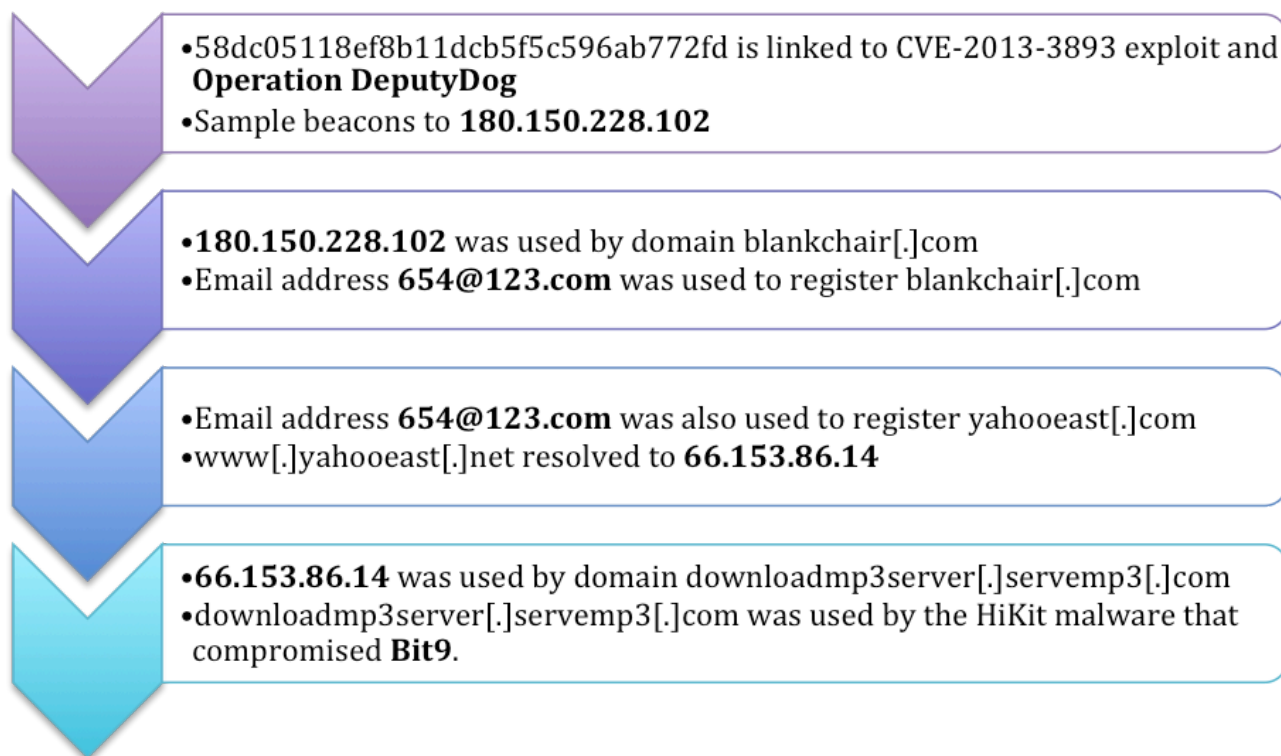 •58dc05118ef8b11dcb5f5c596ab772fd is linked to CVE-2013-3893 exploit and
Operation DeputyDog
•Sample beacons to 180.150.228.102
•180.150.228.102 was used by domain blankchair[.]com
•Email address 654@123.com was used to register blankchair[.]com
•Email address 654@123.com was also used to register yahooeast[.]com
•www[.]yahooeast[.]net resolved to 66.153.86.14
•66.153.86.14 was used by domain downloadmp3server[.]servemp3[.]com
•downloadmp3server[.]servemp3[.]com was used by the HiKit malware that
compromised Bit9.